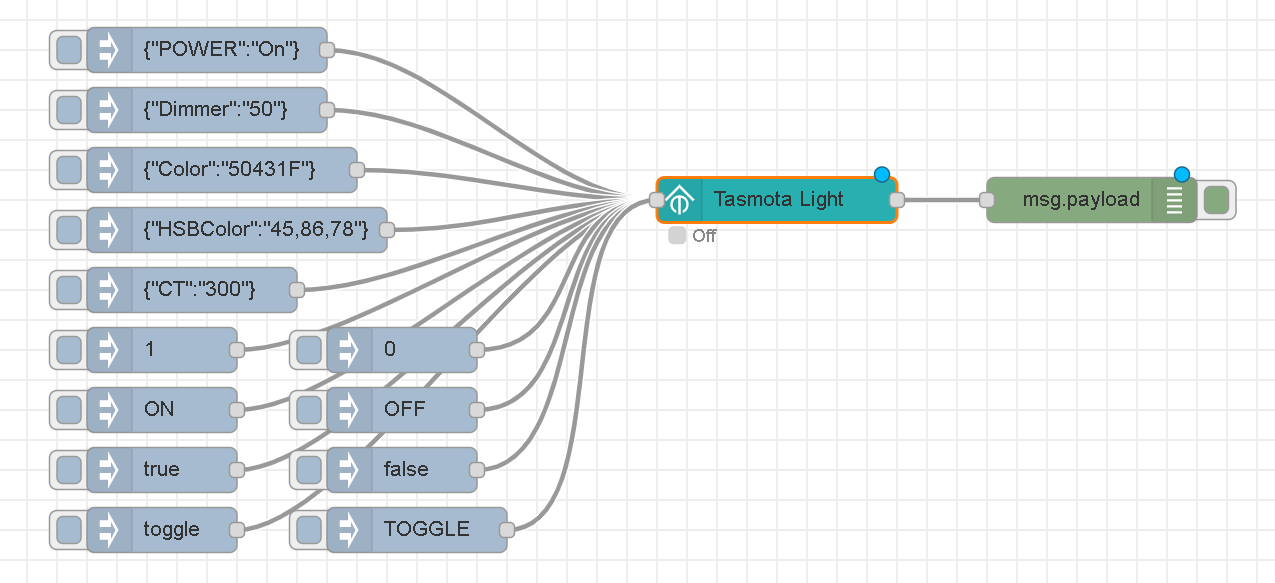 {"POWER":"On"}
{"Dimmer":"50"}
{"Color":"50431F"}
{"HSBColor":"45,86,78"}
{"CT":"300"}
1
0
ON
OFF
true
false
toggle
TOGGLE
Tasmota Light
Off
msg.payload